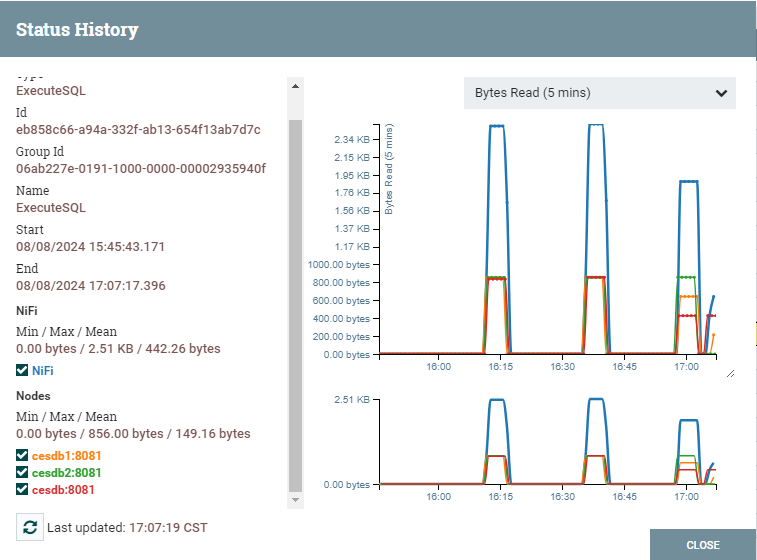 Status History
Type
ExecuteSQL
Id
eb858c66-a94a-332f-ab13-654f13ab7d7c
Group Id
06ab227e-0191-1000-0000-00002935940f
Name
ExecuteSQL
Start
08/08/2024 15:45:43.171
End
08/08/2024 17:07:17.396
NiFi
Min / Max / Mean
0.00 bytes / 2.51 KB / 442.26 bytes
NiFi
Nodes
Min / Max / Mean
0.00 bytes / 856.00 bytes / 149.16 bytes
cesdb1:8081
cesdb2:8081
cesdb:8081
Last updated: 17:07:19 CST
Bytes Read (5 mins)
Bytes Read (5 mins)
2.34 KB
2.15 KB
1.95 KB
1.76 KB
1.56 KB
1.37 KB
1.17 KB
1000.00 bytes
800.00 bytes
600.00 bytes
400.00 bytes
200.00 bytes
0.00 bytes
16:00 16:15 16:30 16:45 17:00
2.51 KB
0.00 bytes
16:00 16:15 16:30 16:45 17:00
CLOSE